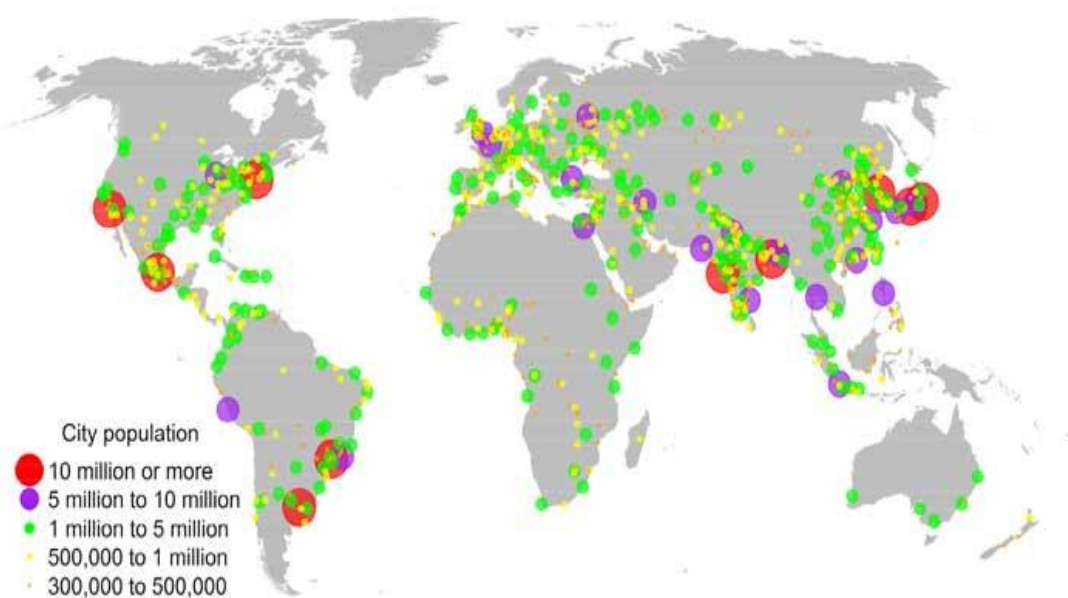 City population
10 million or more
5 million to 10 million
1 million to 5 million
500,000 to 1 million
300,000 to 500,000